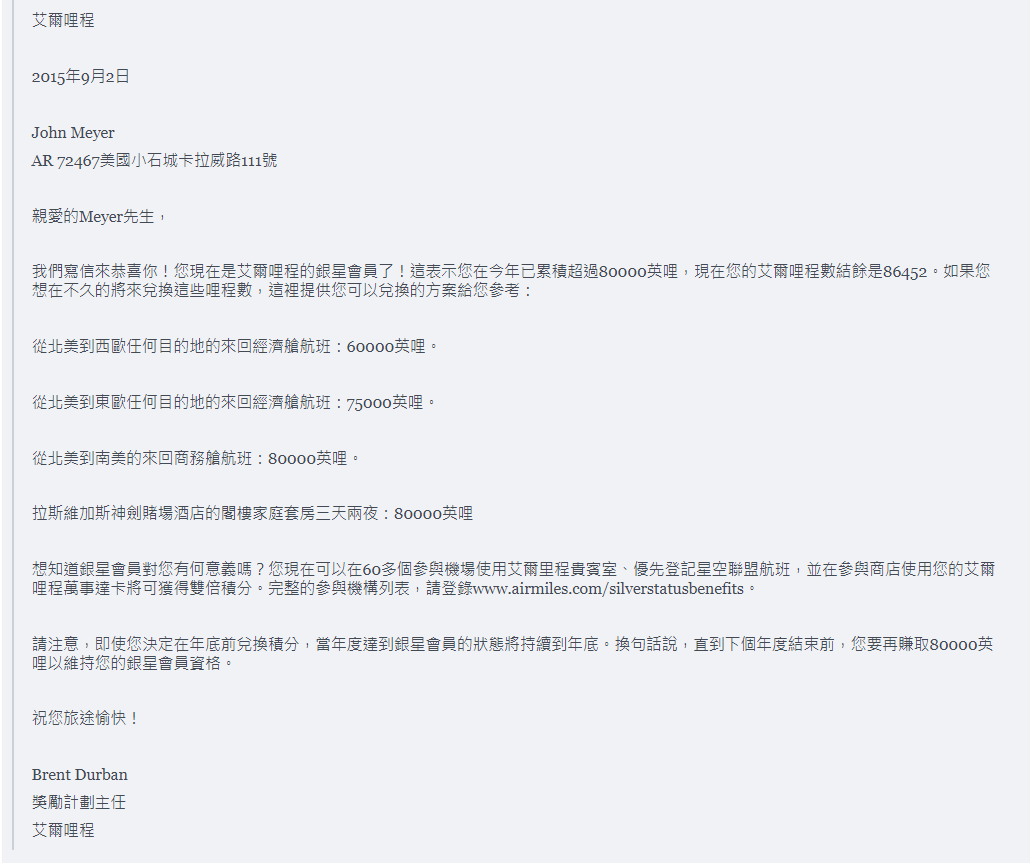 艾爾哩程
2015年9月2日
John Meyer
AR 72467美國小石城卡拉威路111號
親愛的Meyer先生，
我們寫信來恭喜你！您現在是艾爾哩程的銀星會員了！這表示您在今年已累積超過80000英哩，現在您的艾爾哩程數結餘是86452。如果您
想在不久的將來兌換這些哩程數，這裡提供您可以兌換的方案給您參考：
從北美到西歐任何目的地的來回經濟艙航班：60000英哩。
從北美到東歐任何目的地的來回經濟艙航班：75000英哩。
從北美到南美的來回商務艙航班：80000英哩。
拉斯維加斯神劍賭場酒店的閣樓家庭套房三天兩夜：80000英哩
想知道銀星會員對您有何意義嗎？您現在可以在60多個參與機場使用艾爾里程貴賓室、優先登記星空聯盟航班，並在參與商店使用您的艾爾
哩程萬事達卡將可獲得雙倍積分。完整的參與機構列表，請登錄www.airmiles.com/silverstatusbenefits。
請注意，即使您決定在年底前兌換積分，當年度達到銀星會員的狀態將持續到年底。換句話說，直到下個年度結束前，您要再賺取80000英
哩以維持您的銀星會員資格。
祝您旅途愉快！
Brent Durban
獎勵計劃主任
艾爾哩程